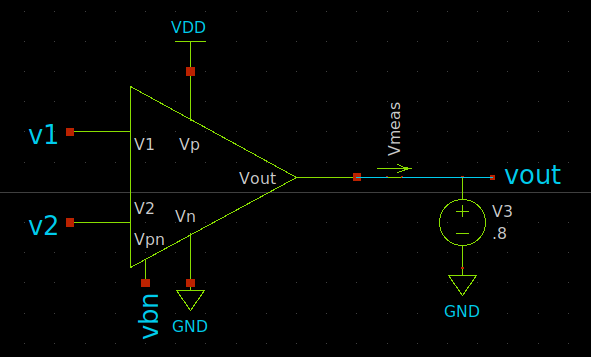 VDD
v1
V1
Vp
Vmeas
Vout
vout
V2
v2
Vn
Vpn
V3
.8
+
−
vbn
GND
GND